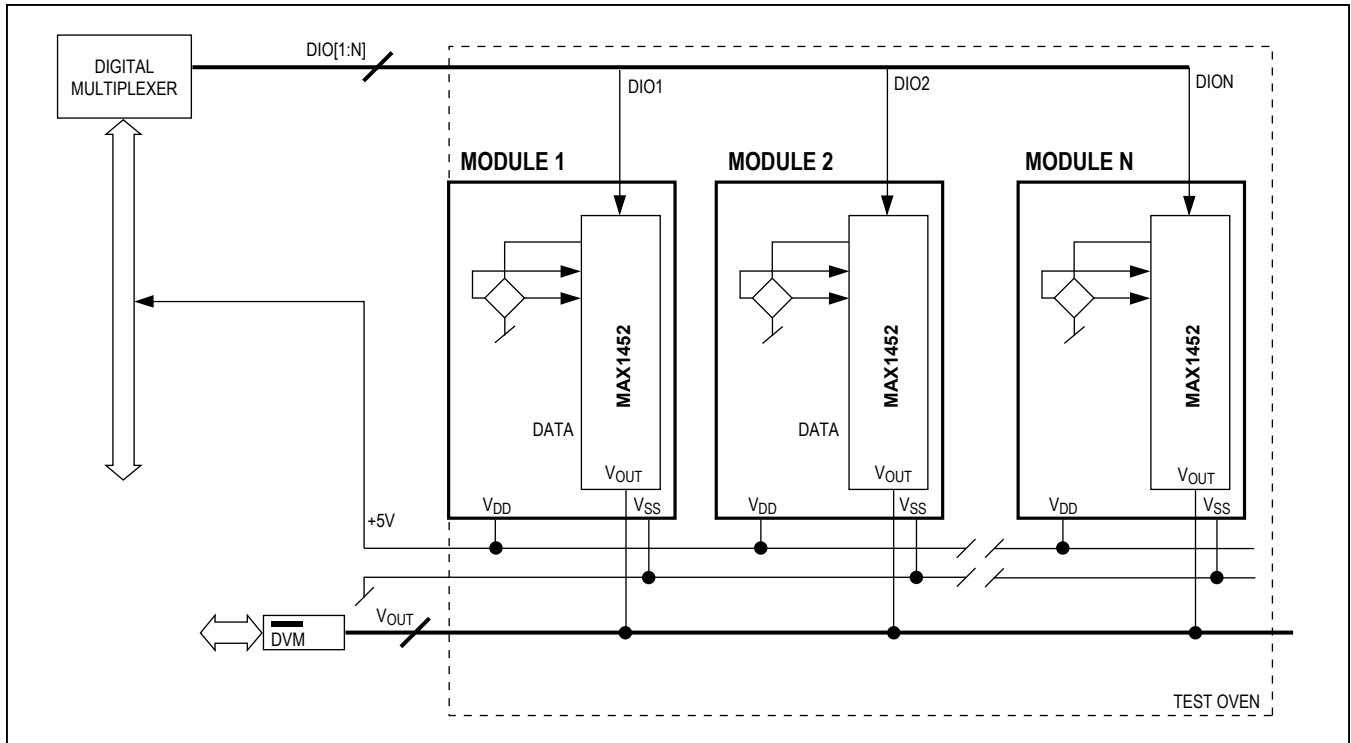 DIGITAL
MULTIPLEXER
DIO[1:N]
DIO1
DIO2
DION
MODULE 1
MODULE 2
MODULE N
MAX1452
MAX1452
MAX1452
DATA
DATA
VOUT
VOUT
VOUT
VDD
VSS
VDD
VSS
VDD
VSS
+5V
VOUT
DVM
TEST OVEN